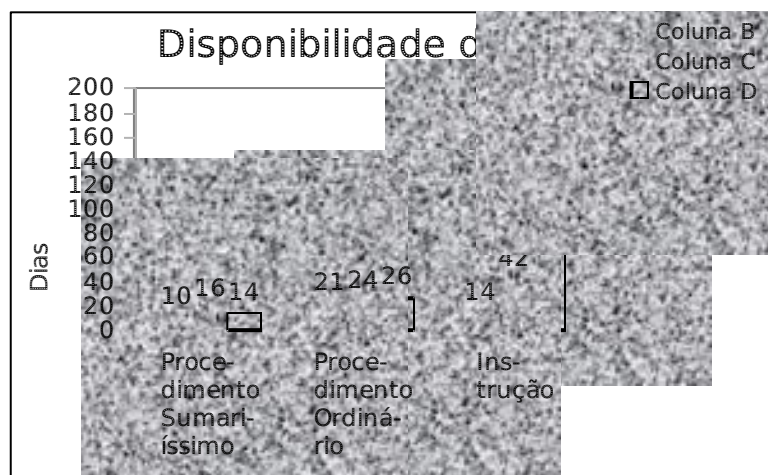 Disponibilidade d
Coluna B
Coluna C
Coluna D
200
180
160
140
120
100
80
60
40
20
0
Dias
10 16 14
21 24 26
14 42
Proce-
dimento
Sumari-
íssimo
Proce-
dimento
Ordiná-
rio
Ins-
trução